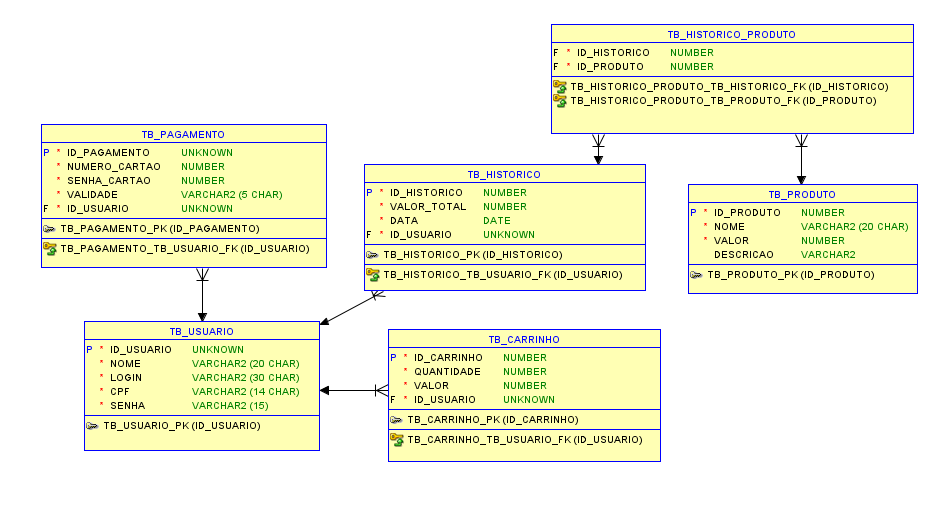 TB_HISTORICO_PRODUTO
F * ID_HISTORICO NUMBER
F * ID_PRODUTO NUMBER
TB_HISTORICO_PRODUTO_TB_HISTORICO_FK (ID_HISTORICO)
TB_HISTORICO_PRODUTO_TB_PRODUTO_FK (ID_PRODUTO)
TB_PAGAMENTO
P * ID_PAGAMENTO UNKNOWN
* NUMERO_CARTAO NUMBER
* SENHA_CARTAO NUMBER
* VALIDADE VARCHAR2 (5 CHAR)
F * ID_USUARIO UNKNOWN
TB_PAGAMENTO_PK (ID_PAGAMENTO)
TB_PAGAMENTO_TB_USUARIO_FK (ID_USUARIO)
TB_HISTORICO
P * ID_HISTORICO NUMBER
* VALOR_TOTAL NUMBER
* DATA DATE
F * ID_USUARIO UNKNOWN
TB_HISTORICO_PK (ID_HISTORICO)
TB_HISTORICO_TB_USUARIO_FK (ID_USUARIO)
TB_PRODUTO
P * ID_PRODUTO NUMBER
* NOME VARCHAR2 (20 CHAR)
* VALOR NUMBER
DESCRICAO VARCHAR2
TB_PRODUTO_PK (ID_PRODUTO)
TB_USUARIO
P * ID_USUARIO UNKNOWN
* NOME VARCHAR2 (20 CHAR)
* LOGIN VARCHAR2 (30 CHAR)
* CPF VARCHAR2 (14 CHAR)
* SENHA VARCHAR2 (15)
TB_USUARIO_PK (ID_USUARIO)
TB_CARRINHO
P * ID_CARRINHO NUMBER
* QUANTIDADE NUMBER
* VALOR NUMBER
F * ID_USUARIO UNKNOWN
TB_CARRINHO_PK (ID_CARRINHO)
TB_CARRINHO_TB_USUARIO_FK (ID_USUARIO)